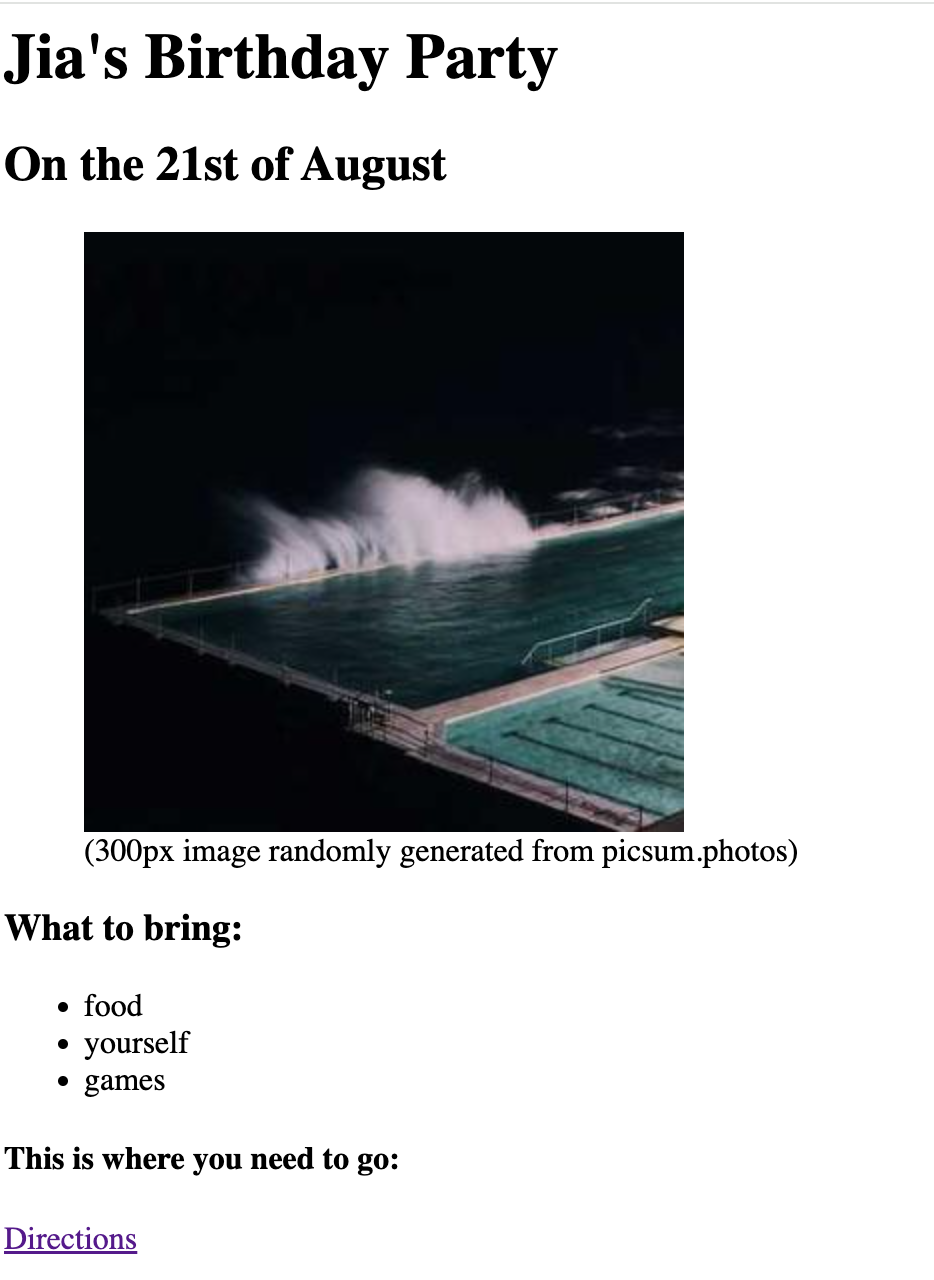 Jia's Birthday Party
On the 21st of August
(300px image randomly generated from picsum.photos)
What to bring:
food
yourself
games
This is where you need to go:
Directions